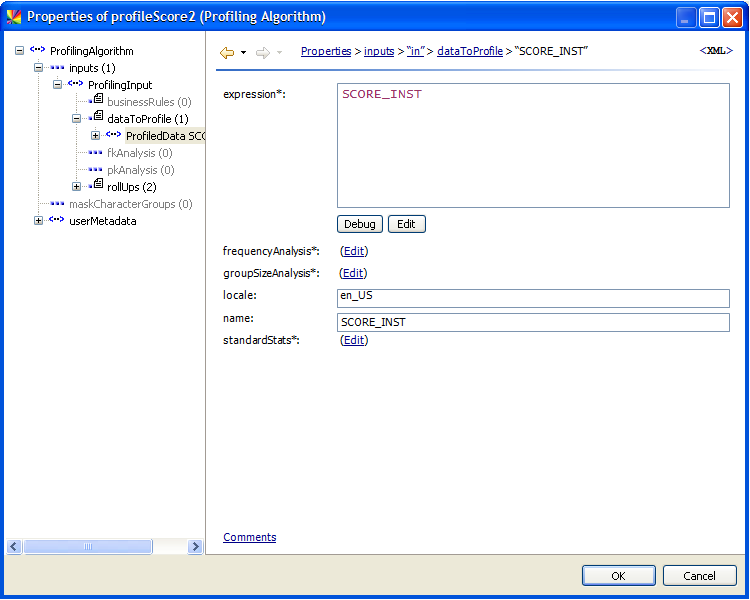 Properties of profileScore2 (Profiling Algorithm)
ProfilingAlgorithm
inputs (1)
ProfilingInput
businessRules (0)
dataToProfile (1)
ProfiledData SCO
fkAnalysis (0)
pkAnalysis (0)
rollUps (2)
maskCharacterGroups (0)
userMetadata
Properties > inputs > "in" > dataToProfile > "SCORE_INST"
<XML>
expression*:
SCORE_INST
Debug
Edit
frequencyAnalysis*: (Edit)
groupSizeAnalysis*: (Edit)
locale: en_US
name: SCORE_INST
standardStats*: (Edit)
Comments
OK
Cancel